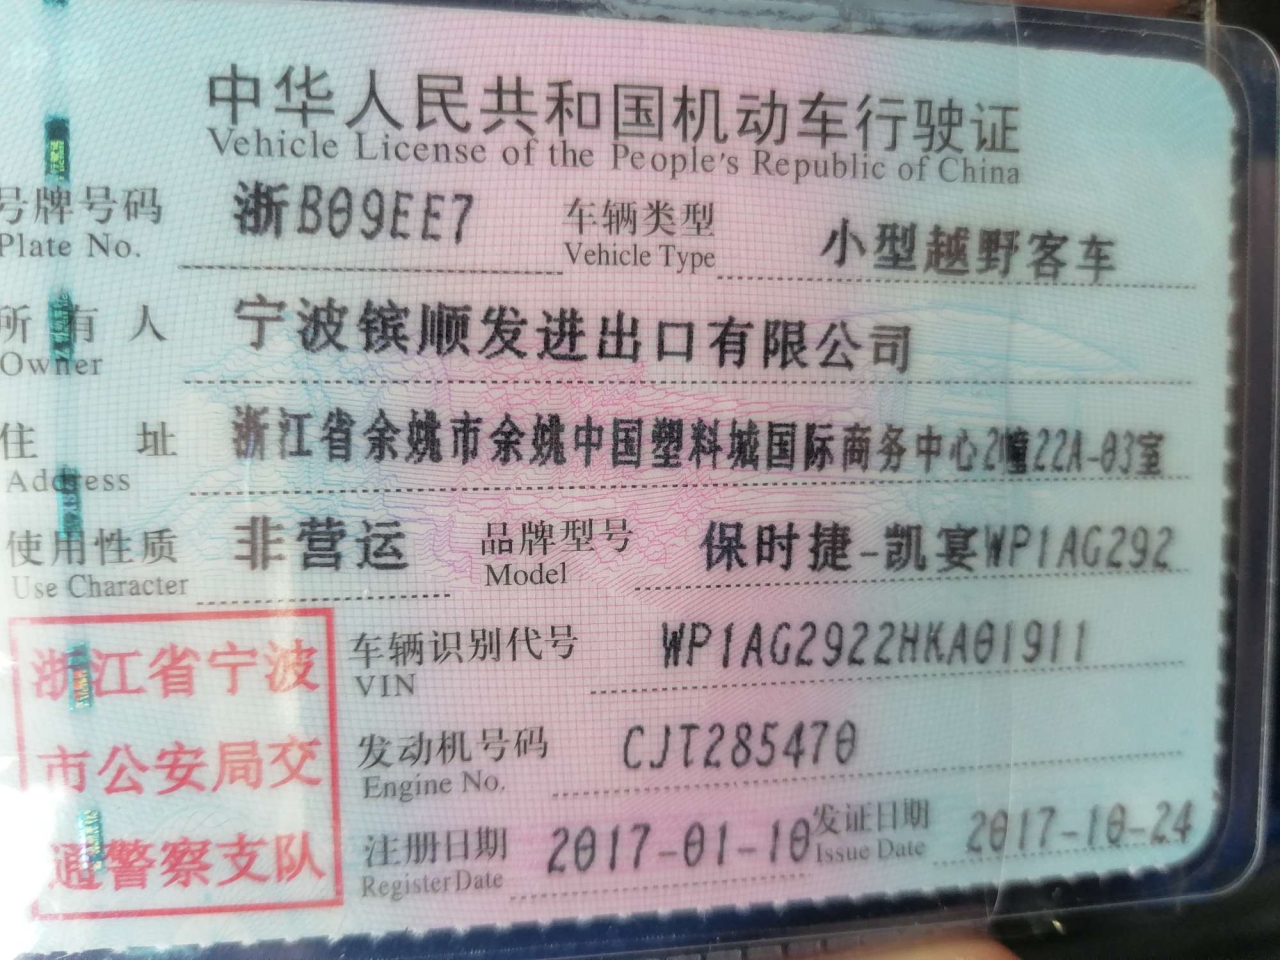 中华人民共和国机动车行驶证
Vehicle License of the People's Republic of China
号牌号码 浙B09EE7 车辆类型 小型越野客车
Plate No. Vehicle Type
所有人 宁波镔顺发进出口有限公司
Owner
住址 浙江省余姚市余姚中国塑料城国际商务中心2幢22A-03室
Address
使用性质 非营运 品牌型号 保时捷-凯宴WP1AG292
Use Character Model
浙江省宁波
市公安局交
通警察支队
车辆识别代号 WP1AG2922HKA01911
VIN
发动机号码 CJT285470
Engine No.
注册日期 2017-01-10 发证日期 2017-10-24
Register Date Issue Date